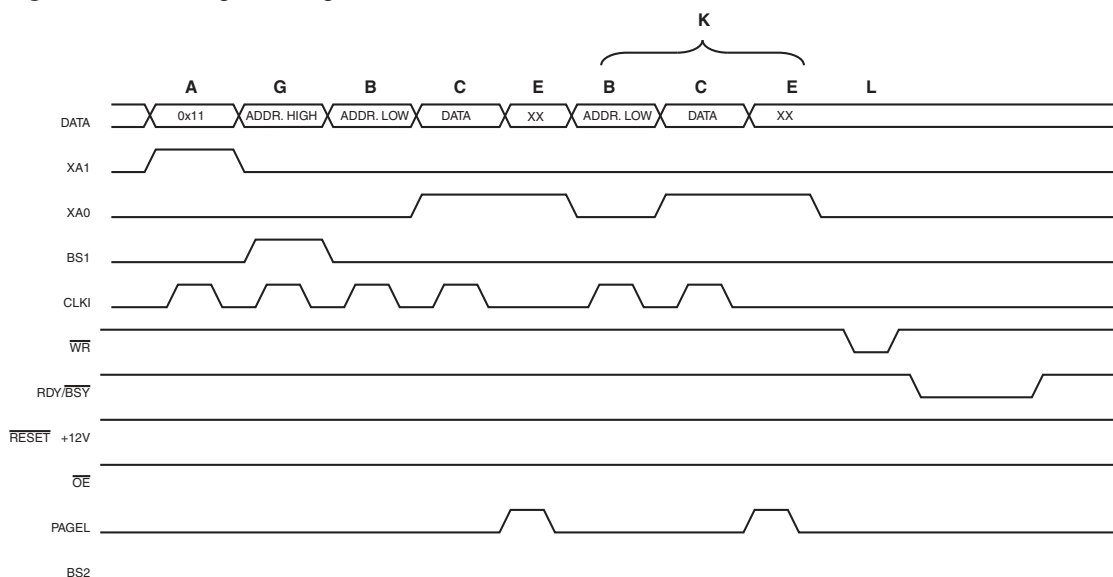 K
A G B C E B C E L
DATA 0x11 ADDR. HIGH ADDR. LOW DATA XX ADDR. LOW DATA XX
XA1
XA0
BS1
CLKI
WR
RDY/BSY
RESET +12V
OE
PAGEL
BS2